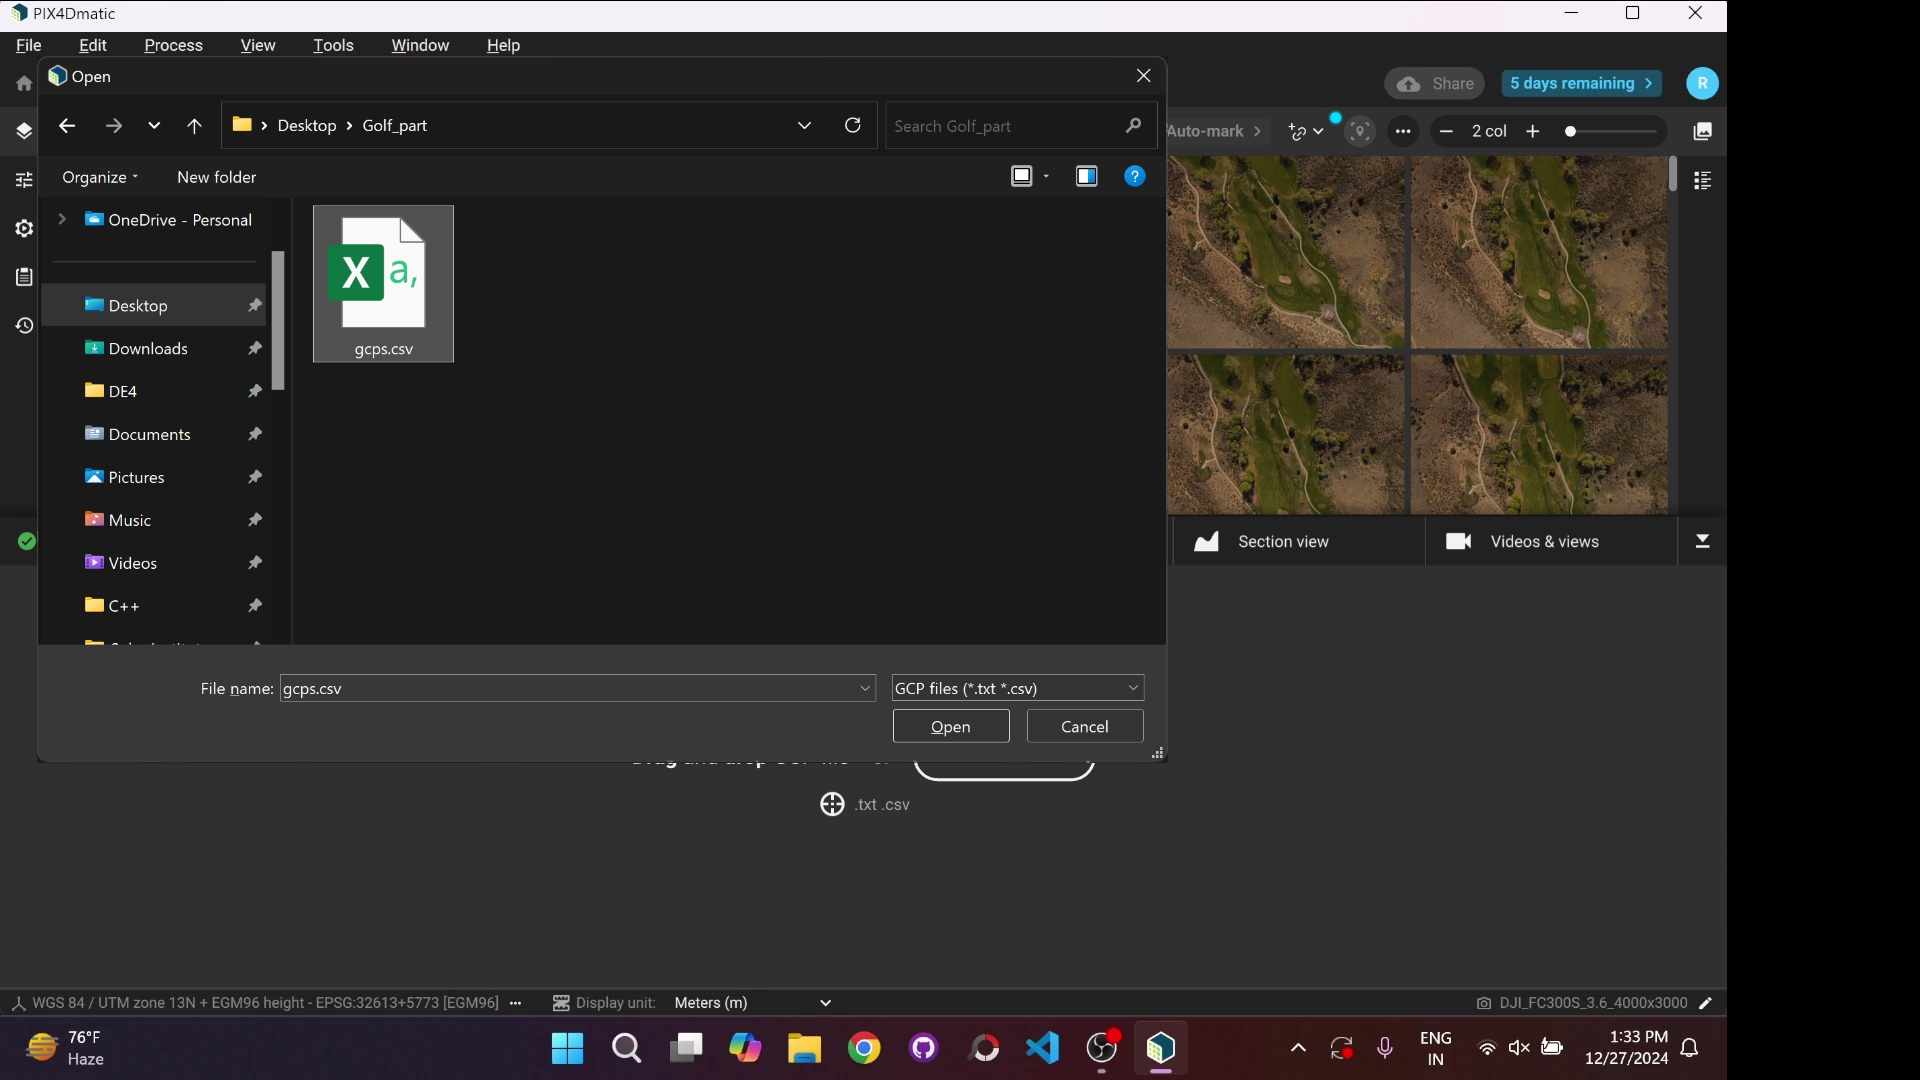 PIX4Dmatic
File Edit Process View Tools Window Help
Open
Share
5 days remaining
R
Desktop Golf_part
Search Golf_part
Auto-mark
2 col
Organize
New folder
?
OneDrive - Personal
X a,
gcps.csv
Desktop
Downloads
DE4
Documents
Pictures
Music
Videos
C++
Section view
Videos & views
File name: gcps.csv
GCP files (*.txt *.csv)
Open
Cancel
.txt .csv
WGS 84 / UTM zone 13N + EGM96 height - EPSG:32613+5773 [EGM96]
Display unit: Meters (m)
DJI_FC300S_3.6_4000x3000
76°F
Haze
ENG
IN
1:33 PM
12/27/2024